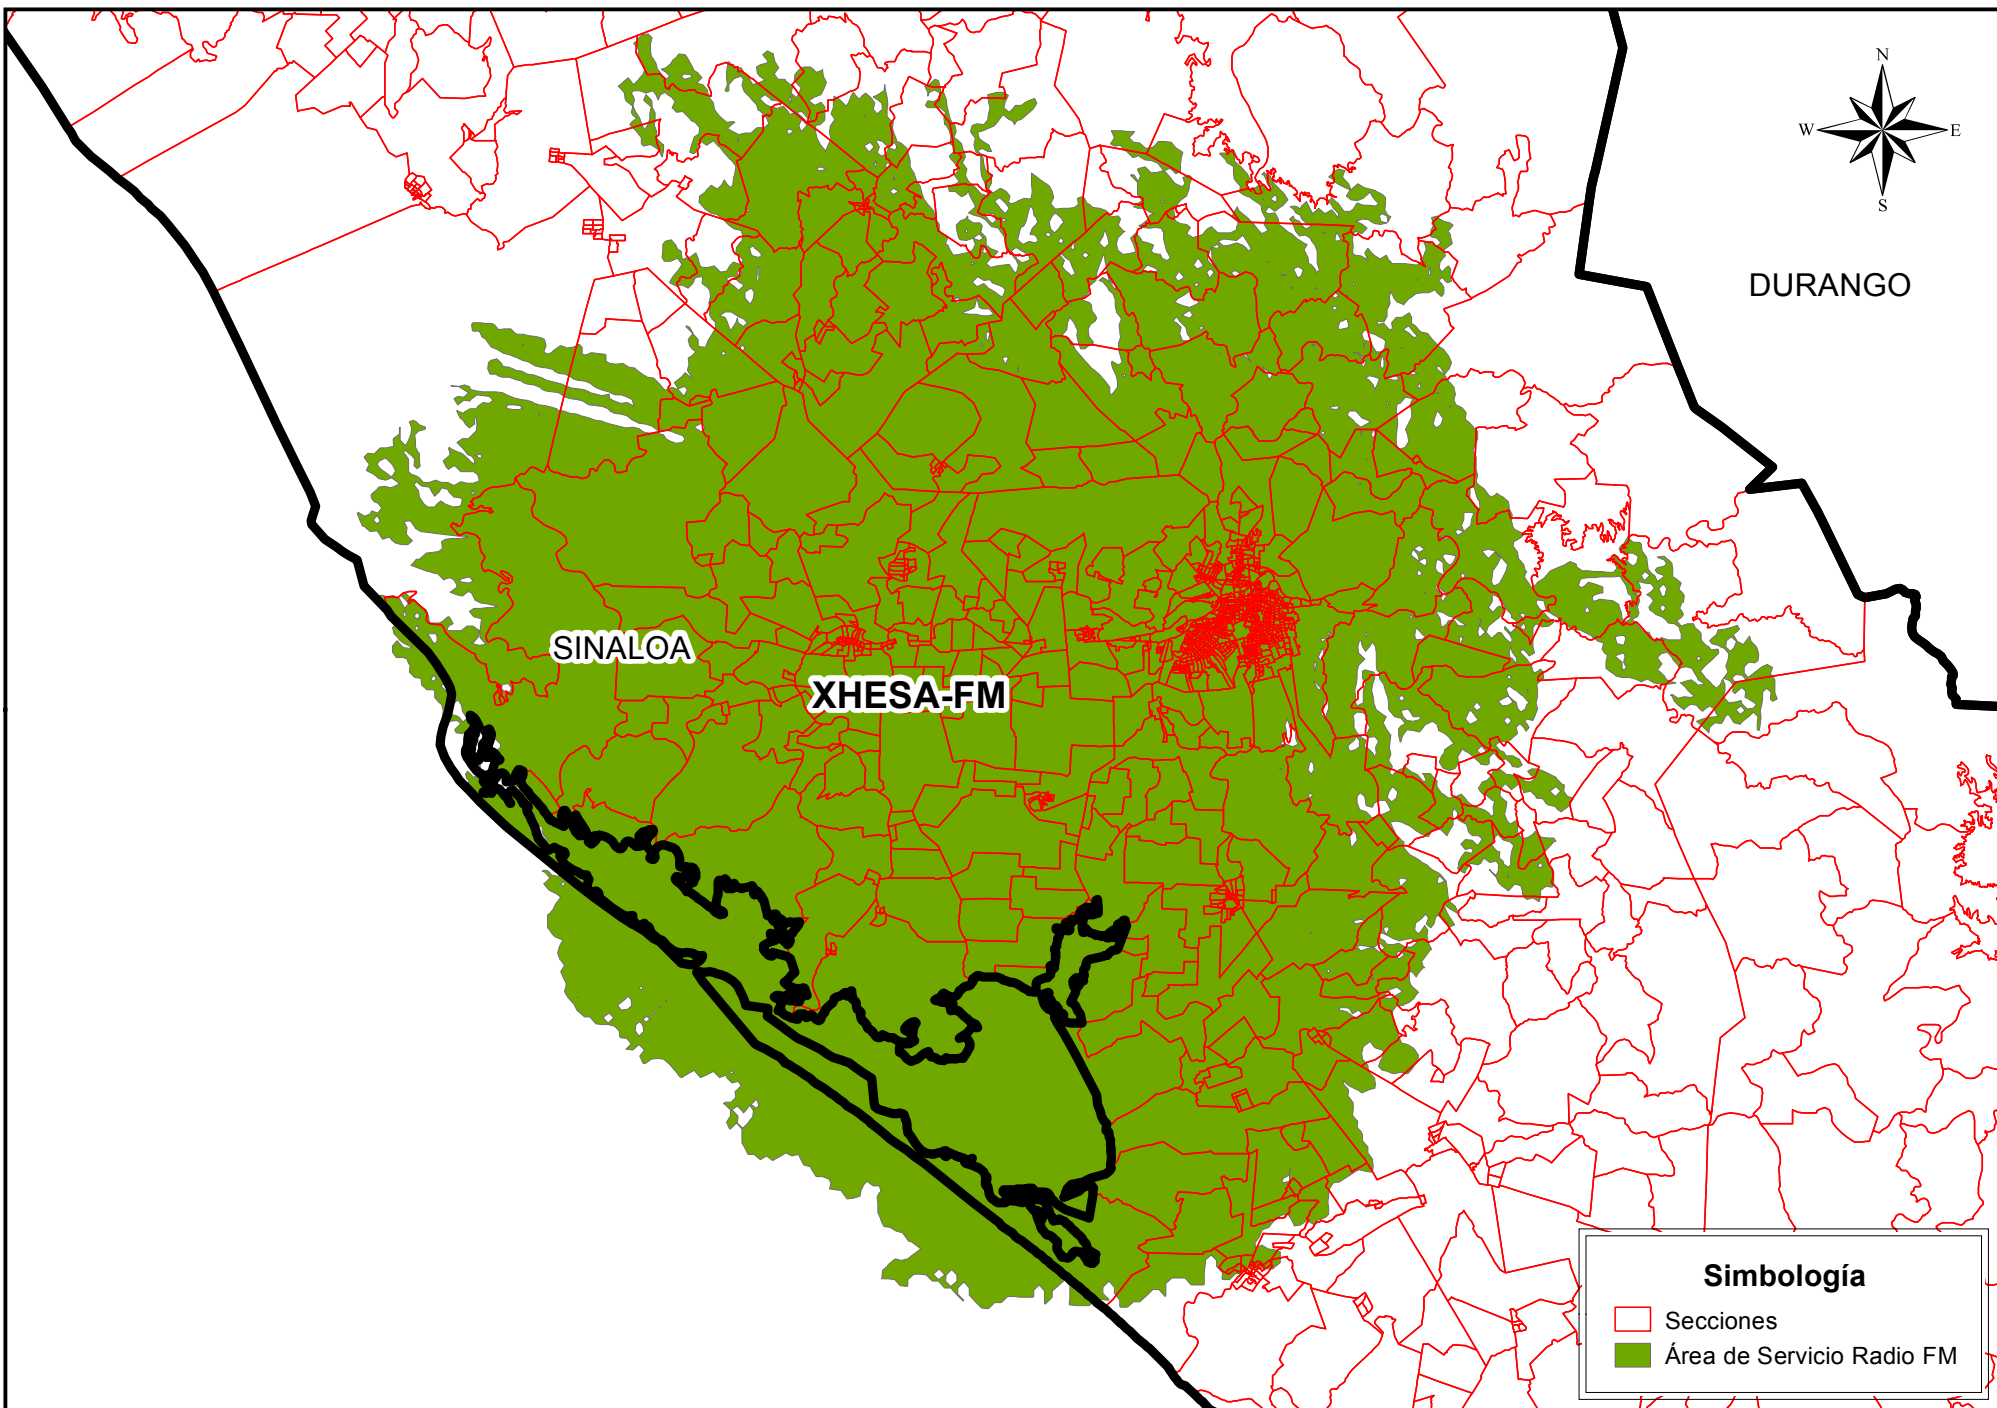 N
W E
S
DURANGO
SINALOA
XHESA-FM
Simbología
Secciones
Área de Servicio Radio FM